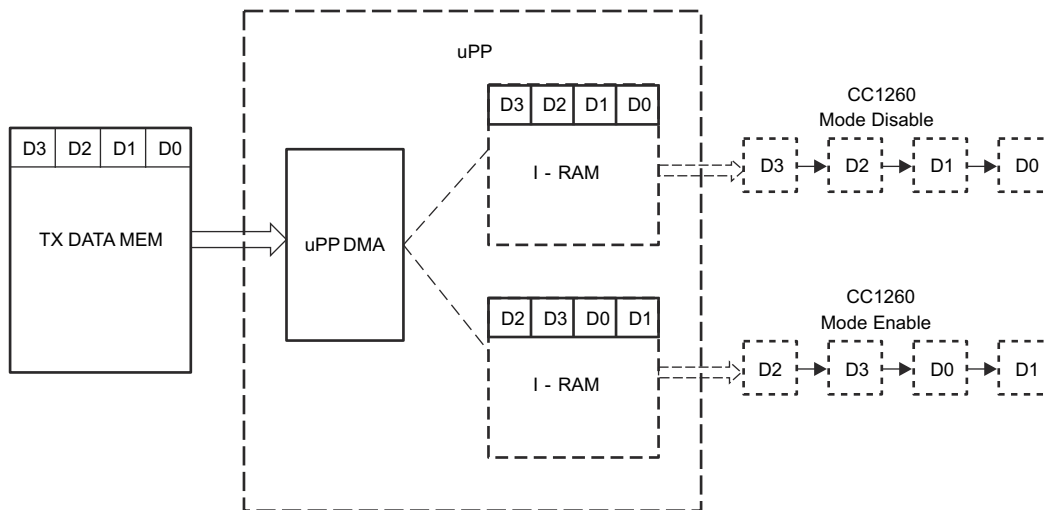 uPP
D3 D2 D1 D0
TX DATA MEM
uPP DMA
D3 D2 D1 D0
I - RAM
CC1260
Mode Disable
D3 D2 D1 D0
D2 D3 D0 D1
I - RAM
CC1260
Mode Enable
D2 D3 D0 D1